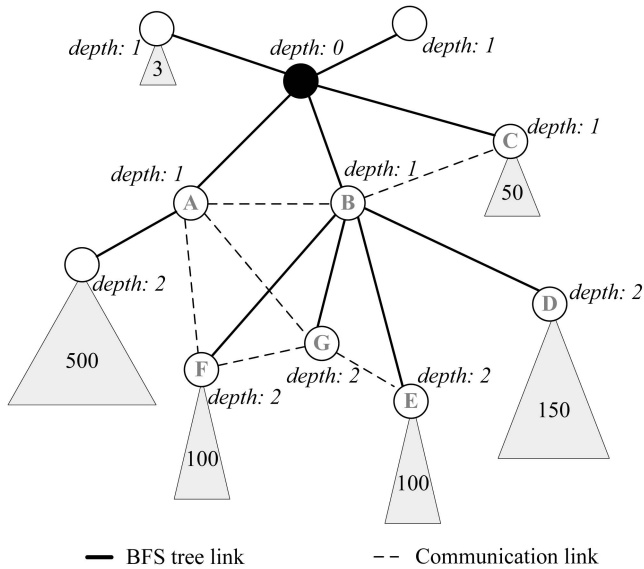 depth: 1
depth: 0
depth: 1
3
C
depth: 1
depth: 1
depth: 1
A
B
50
depth: 2
D
depth: 2
500
G
F
depth: 2
depth: 2
E
depth: 2
150
100
100
BFS tree link
Communication link